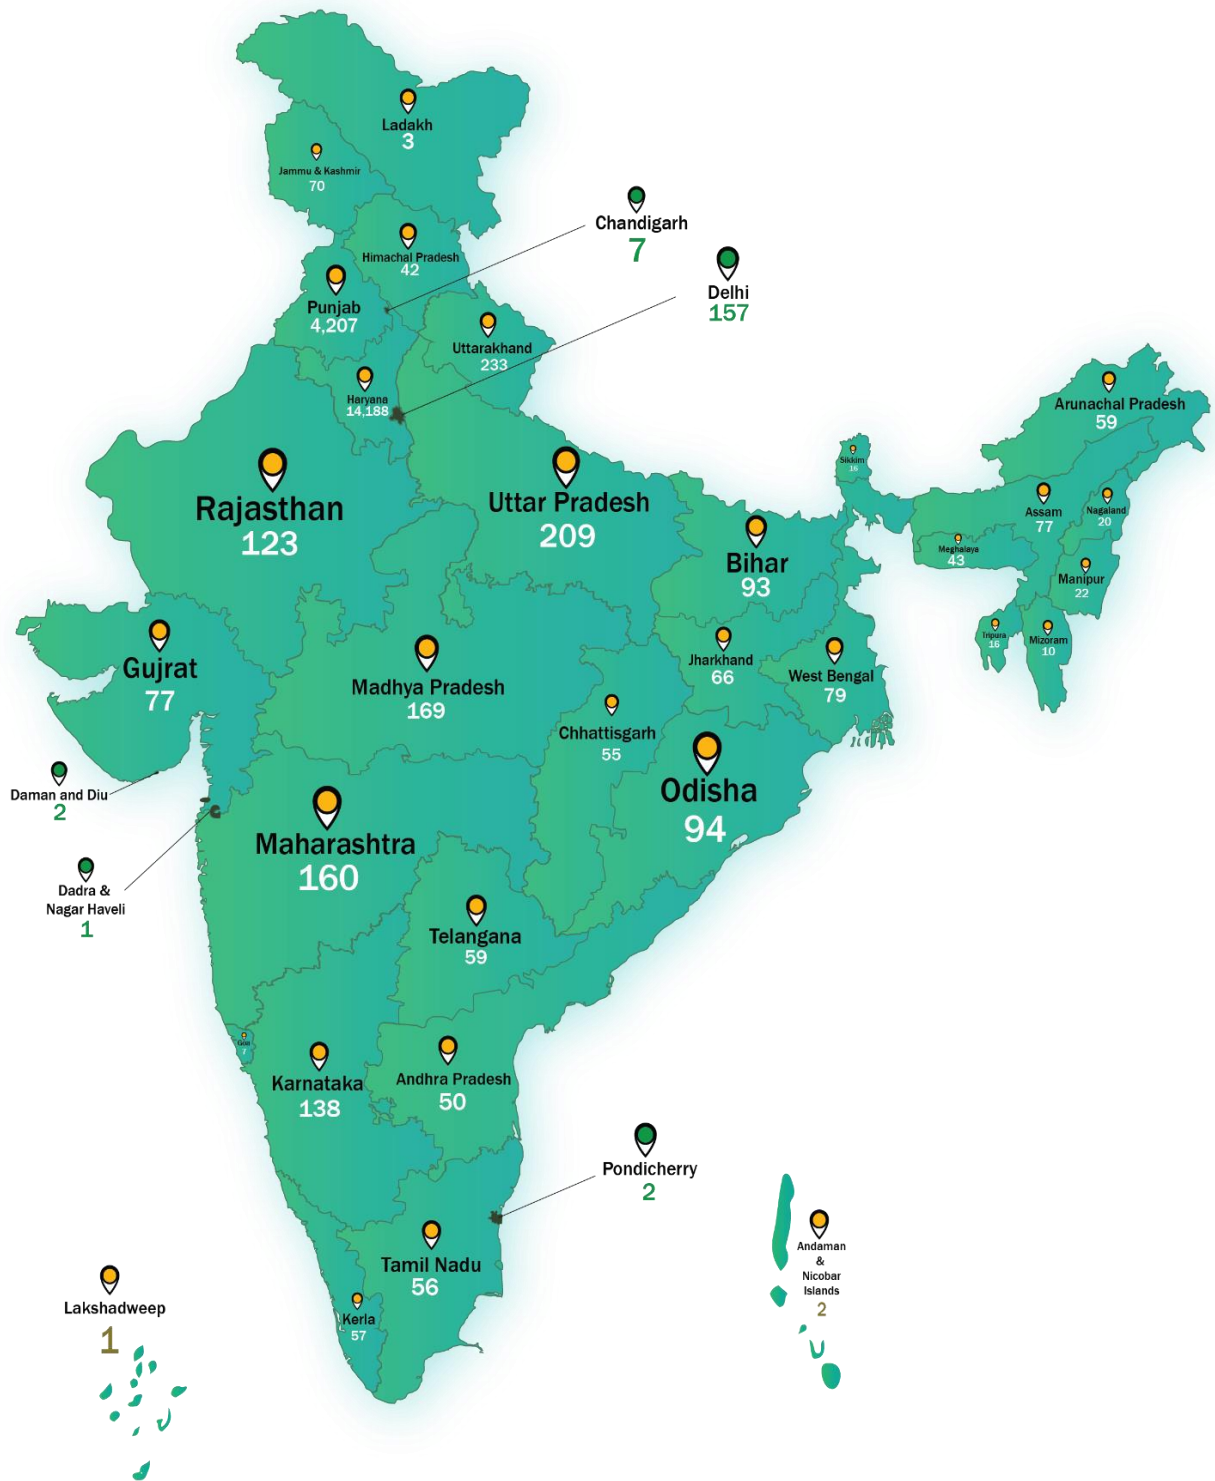 Ladakh
3
Jammu & Kashmir
70
Chandigarh
7
Himachal Pradesh
42
Delhi
157
Punjab
4,207
Uttarakhand
233
Haryana
14,188
Arunachal Pradesh
59
Sikkim
16
Rajasthan
123
Uttar Pradesh
209
Assam
77
Nagaland
20
Meghalaya
43
Bihar
93
Manipur
22
Tripura
16
Mizoram
10
Gujrat
77
Madhya Pradesh
169
Jharkhand
66
West Bengal
79
Chhattisgarh
55
Odisha
94
Daman and Diu
2
Maharashtra
160
Dadra &
Nagar Haveli
1
Telangana
59
Goa
7
Karnataka
138
Andhra Pradesh
50
Pondicherry
2
Tamil Nadu
56
Andaman
&
Nicobar
Islands
2
Lakshadweep
1
Kerla
57